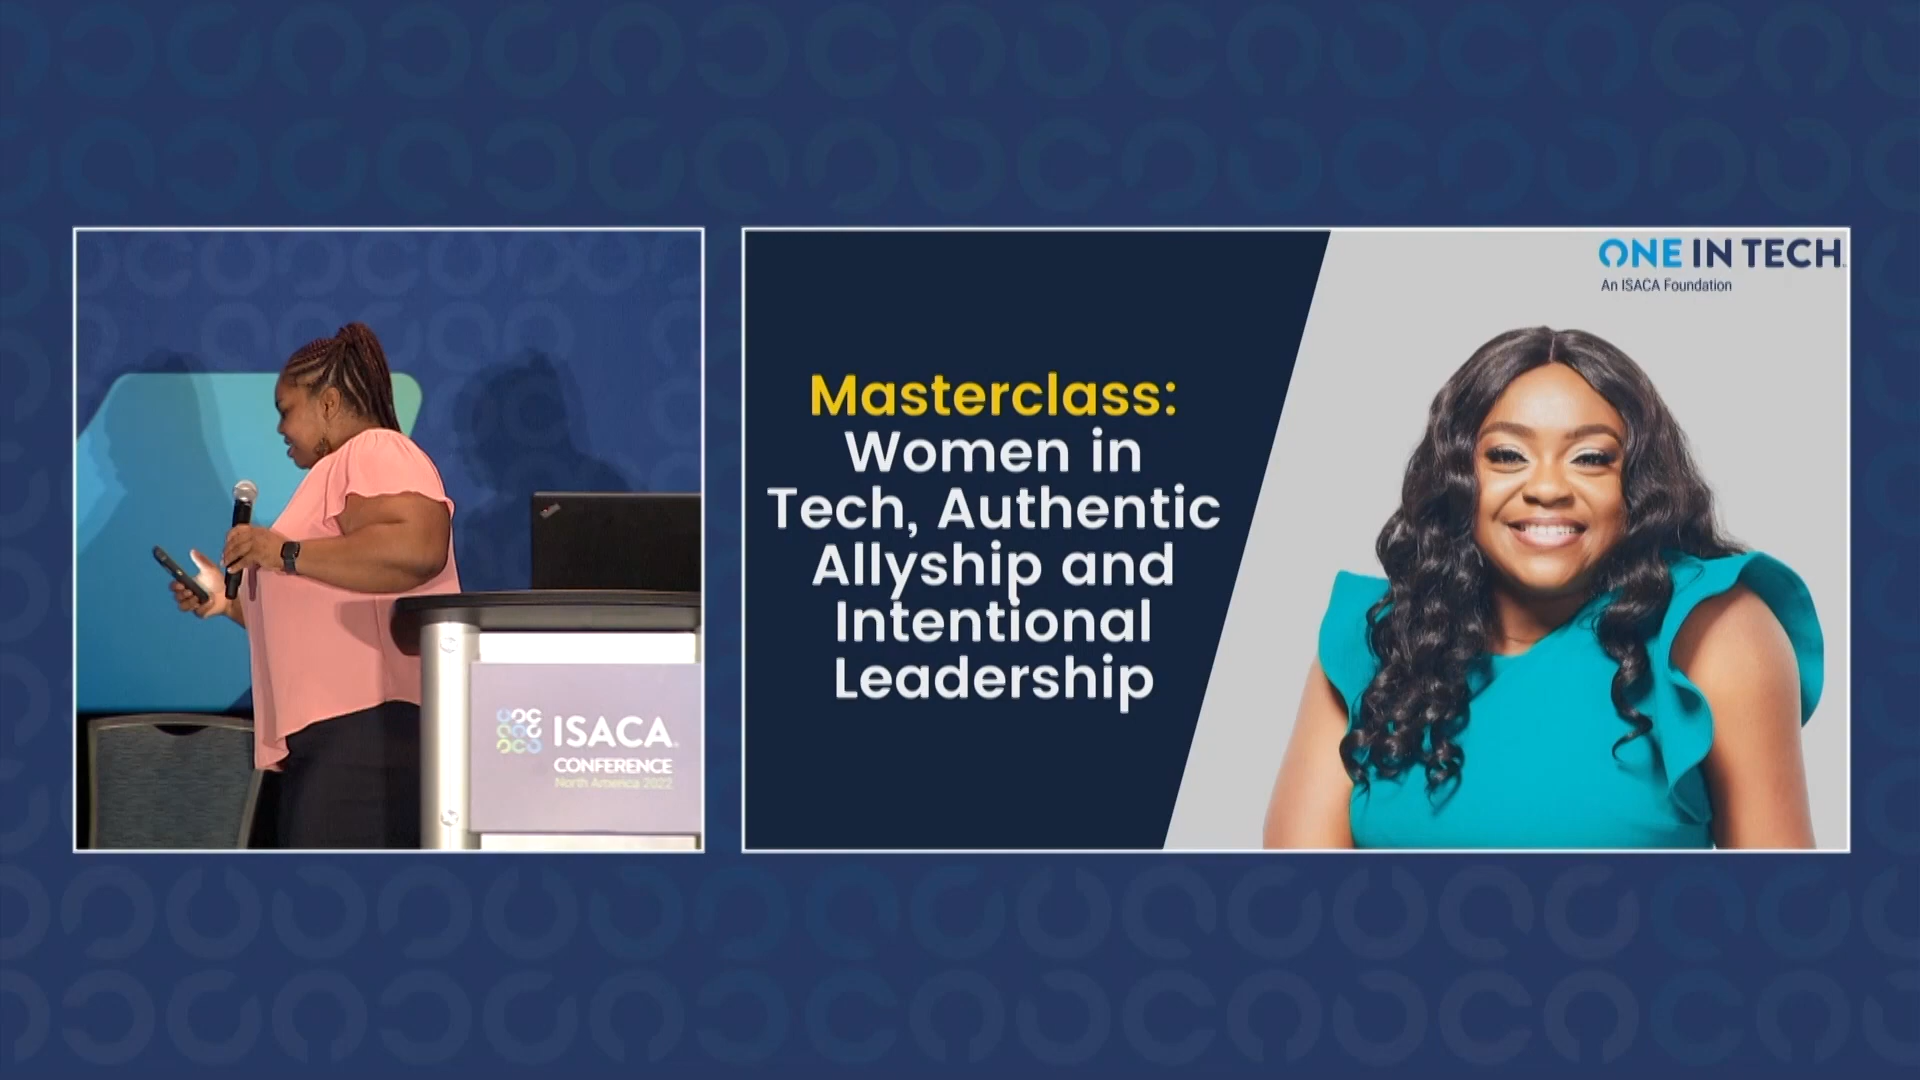 ISACA
CONFERENCE
North America 2022
ONE IN TECH
An ISACA Foundation
Masterclass:
Women in
Tech, Authentic
Allyship and
Intentional
Leadership